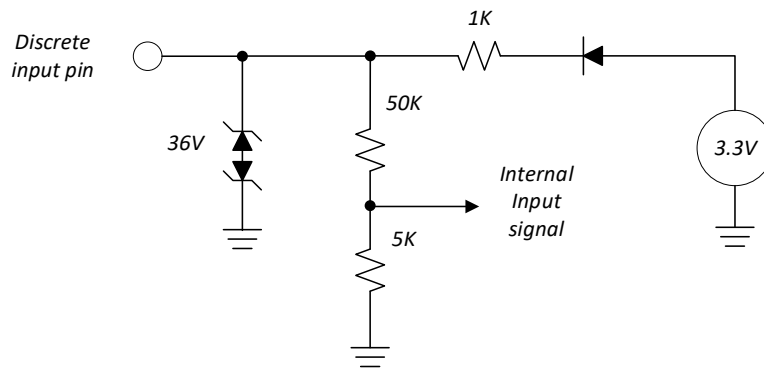 Discrete
input pin
1K
50K
36V
3.3V
Internal
Input
signal
5K